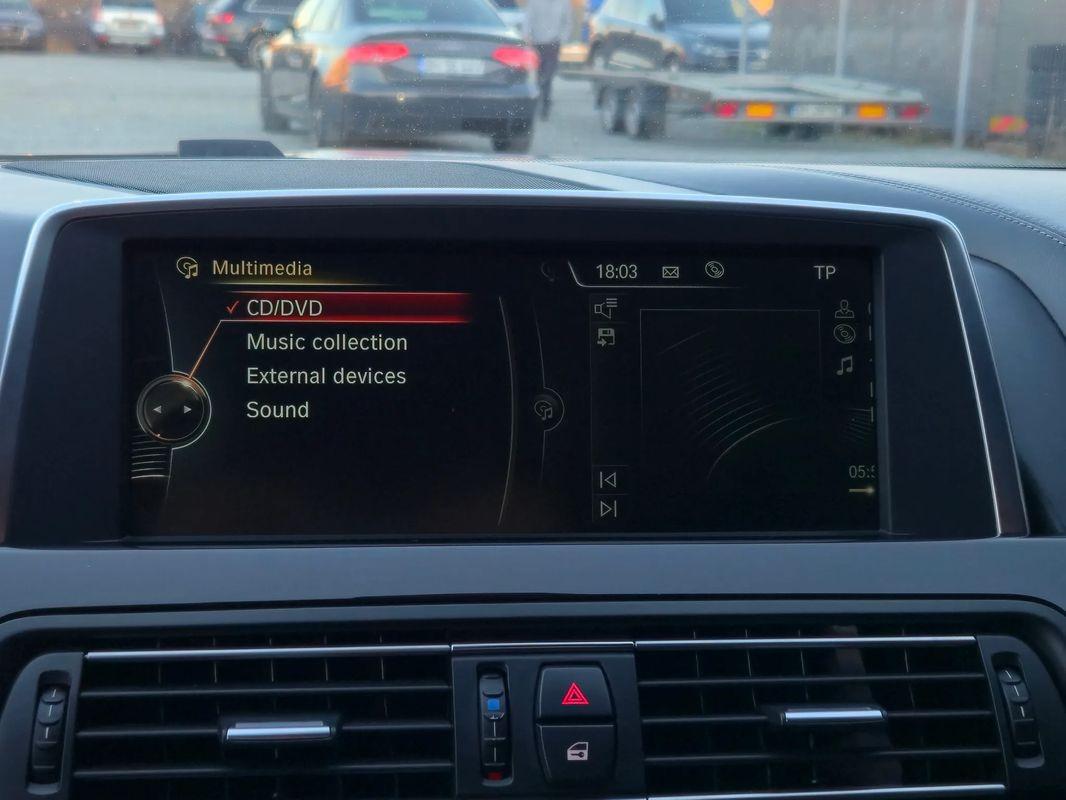 Multimedia
18:03
TP
CD/DVD
Music collection
External devices
Sound